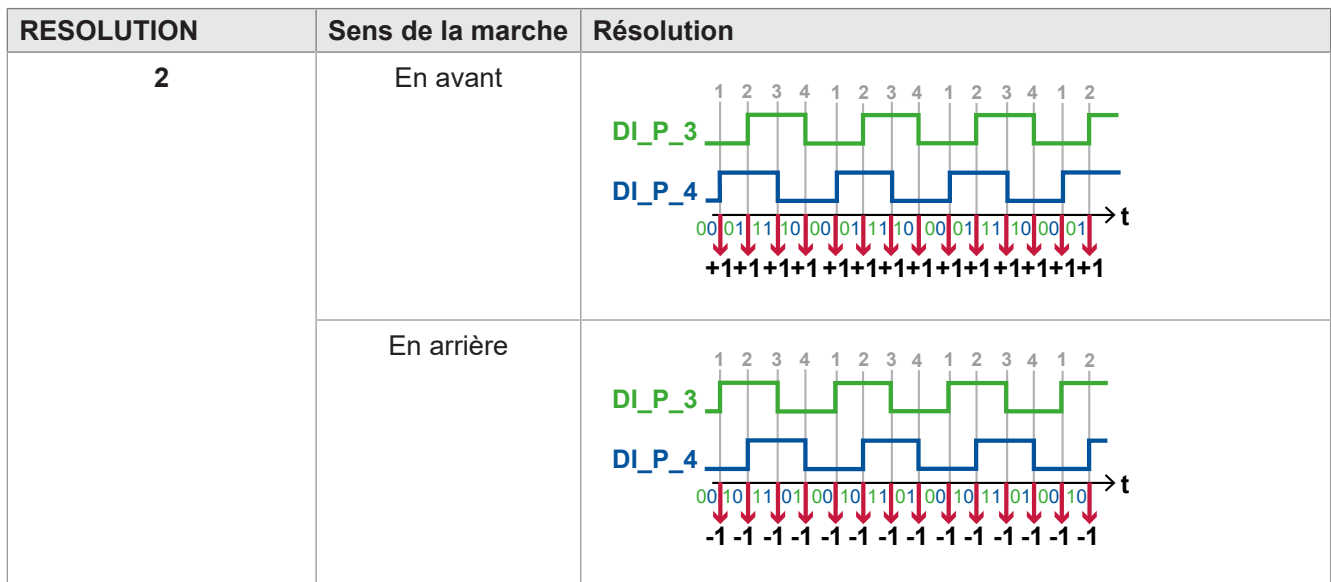 RESOLUTION Sens de la marche Résolution
2 En avant
1 2 3 4 1 2 3 4 1 2 3 4 1 2
DI_P_3
DI_P_4
t
00 01 11 10 00 01 11 10 00 01 11 10 00 01
+1 +1 +1 +1 +1 +1 +1 +1 +1 +1 +1 +1 +1 +1
En arrière
1 2 3 4 1 2 3 4 1 2 3 4 1 2
DI_P_3
DI_P_4
t
00 10 11 01 00 10 11 01 00 10 11 01 00 10
-1 -1 -1 -1 -1 -1 -1 -1 -1 -1 -1 -1 -1 -1